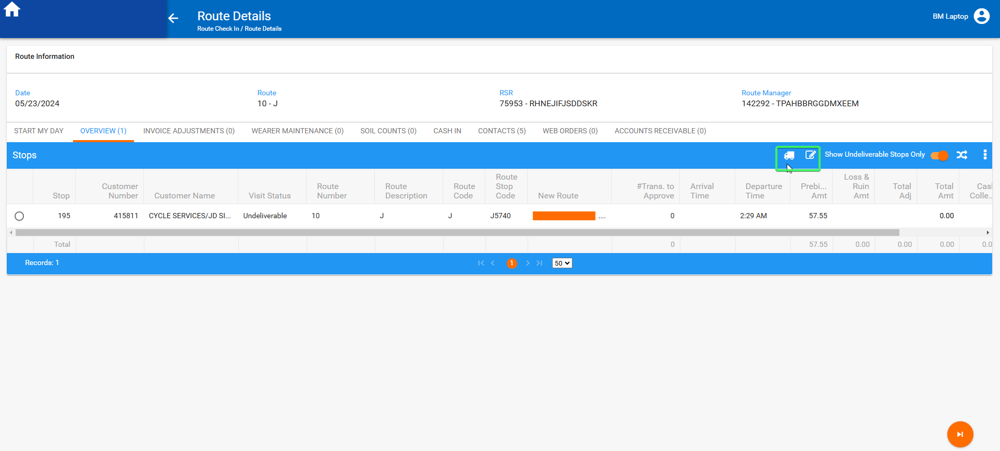 Route Details
Route Check In / Route Details
BM Laptop
Route Information
Date
05/23/2024
Route
10 - J
RSR
75953 - RHNEJIFJSDDSKR
Route Manager
142292 - TPAHBBRGGDMXEEM
START MY DAY OVERVIEW (1) INVOICE ADJUSTMENTS (0) WEARER MAINTENANCE (0) SOIL COUNTS (0) CASH IN CONTACTS (5) WEB ORDERS (0) ACCOUNTS RECEIVABLE (0)
Stops
Show Undeliverable Stops Only
Stop
Customer
Number
Customer Name
Visit Status
Route
Number
Route
Description
Route
Code
Route
Stop
Code
New Route
#Trans. to
Approve
Arrival
Time
Departure
Time
Prebi...
Amt
Loss &
Ruin
Amt
Total
Adj
Total
Amt
Cas
Colle..
195 415811 CYCLE SERVICES/JD SI... Undeliverable 10 J J J5740 .... 0 2:29 AM 57.55 0.00
Total 0 57.55 0.00 0.00 0.00 0.0
Records: 1
1
50